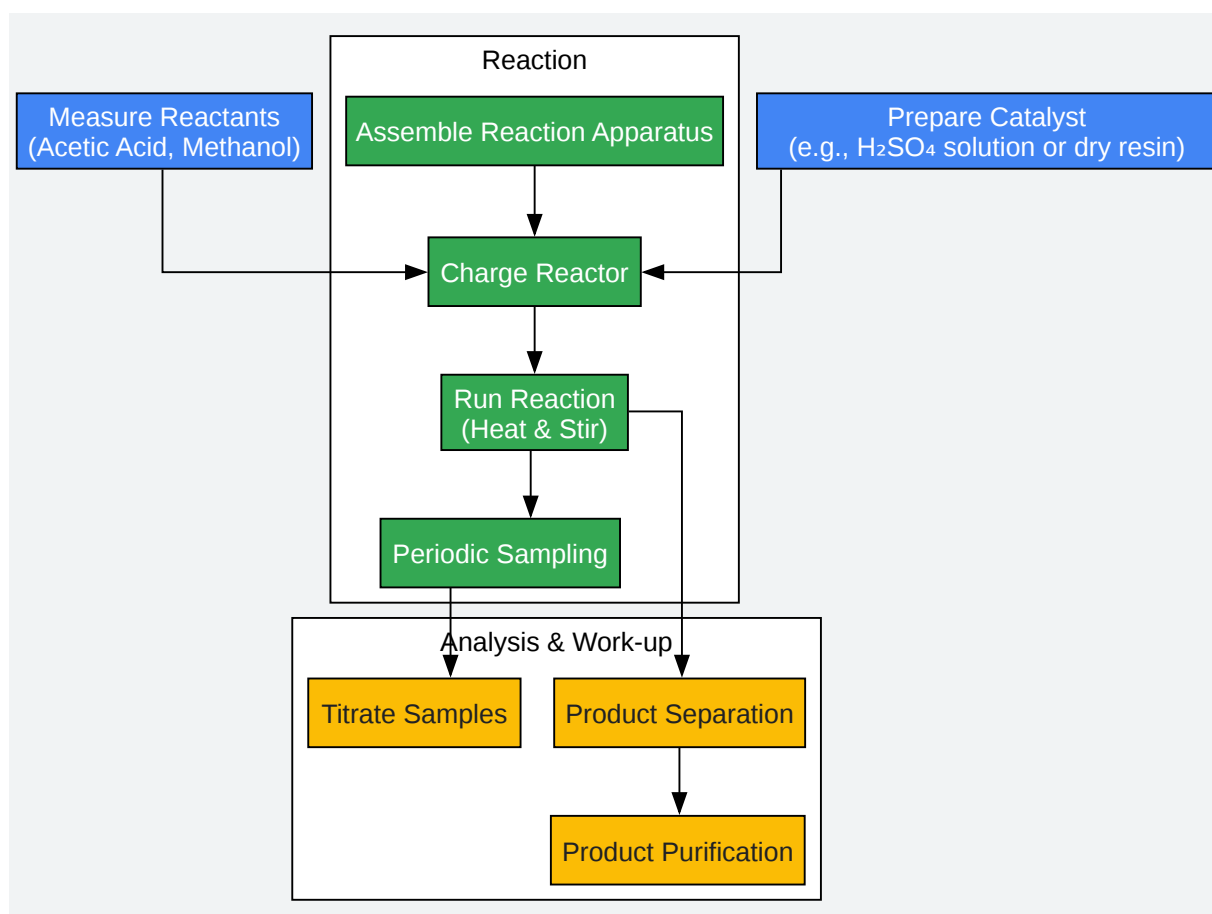 Reaction
Measure Reactants
(Acetic Acid, Methanol)
Assemble Reaction Apparatus
Prepare Catalyst
(e.g., H₂SO₄ solution or dry resin)
Charge Reactor
Run Reaction
(Heat & Stir)
Periodic Sampling
Analysis & Work-up
Titrate Samples
Product Separation
Product Purification